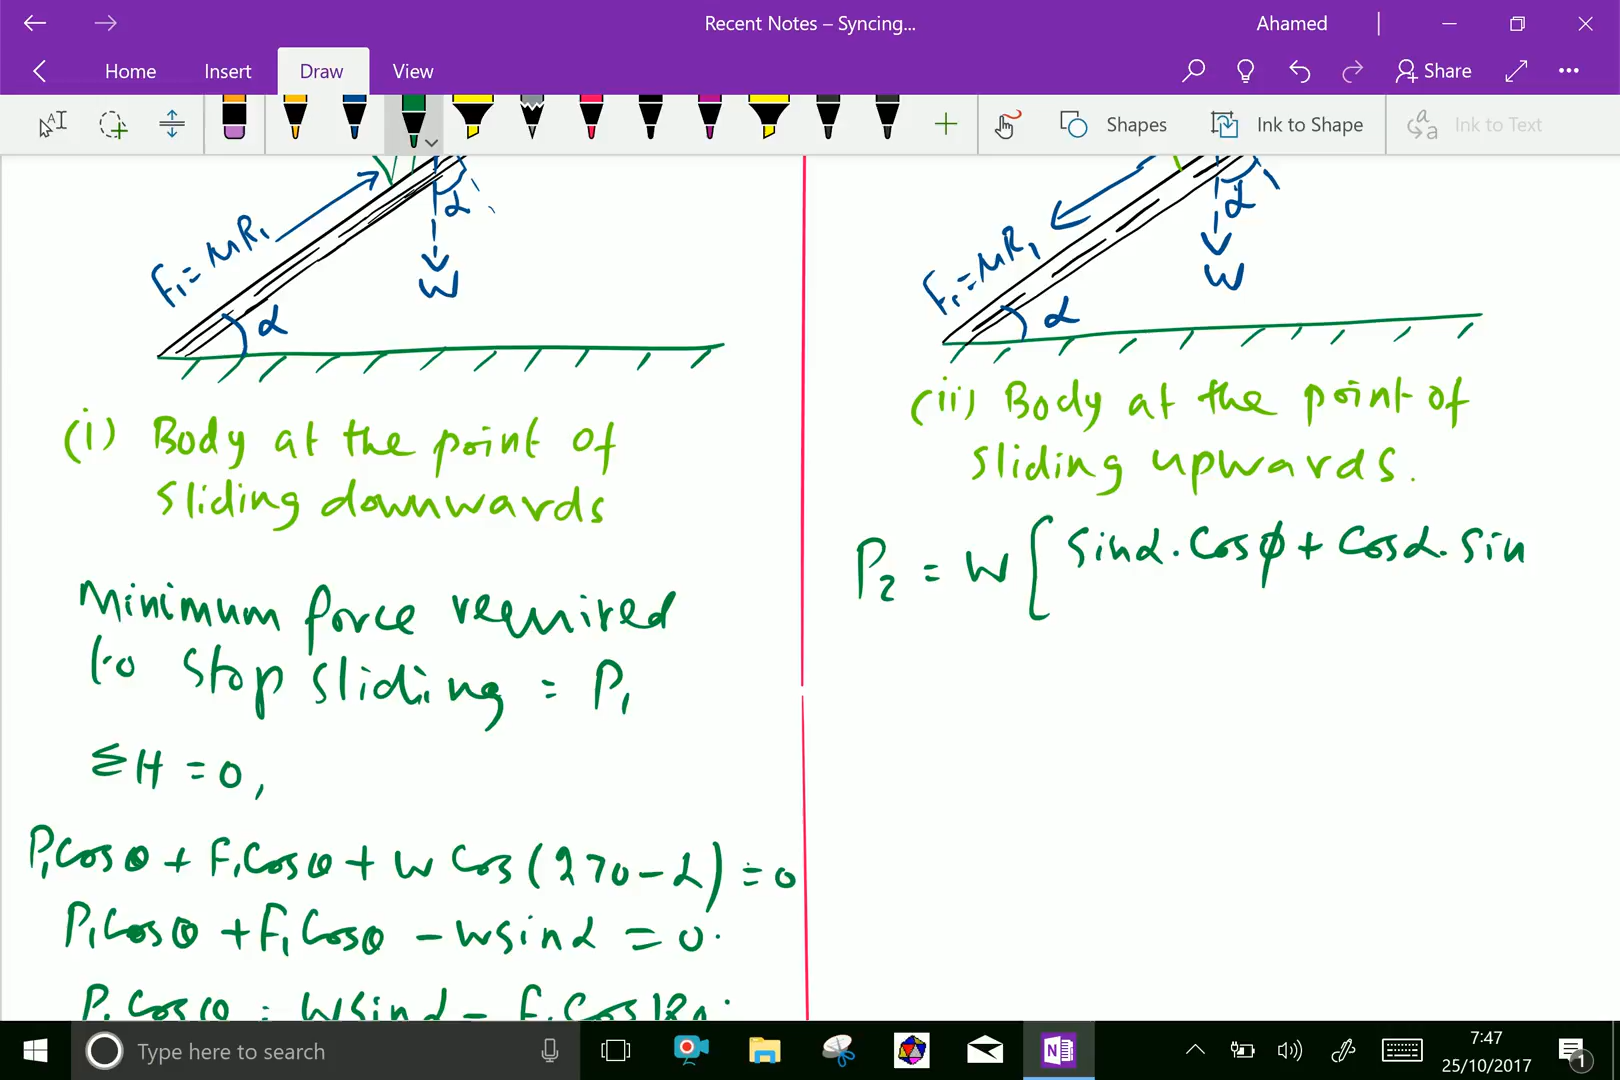 Recent Notes – Syncing...
Ahamed
Home
Insert
Draw
View
Share
Shapes
Ink to Shape
Ink to Text
F₁ = μR₁
α
W
α
(i) Body at the point of
sliding downwards
Minimum force required
to stop sliding = P₁
ΣH = 0,
P₁Cosθ + F₁Cosθ + W Cos(270-α) = 0
P₁Cosθ + F₁Cosθ - Wsinα = 0.
P₁Cosθ = Wsinα -
F₁ = μR₁
α
W
α
(ii) Body at the point of
sliding upwards.
P₂ = W [ sinα. Cosϕ + Cosα. Sin
Type here to search
7:47
25/10/2017
1